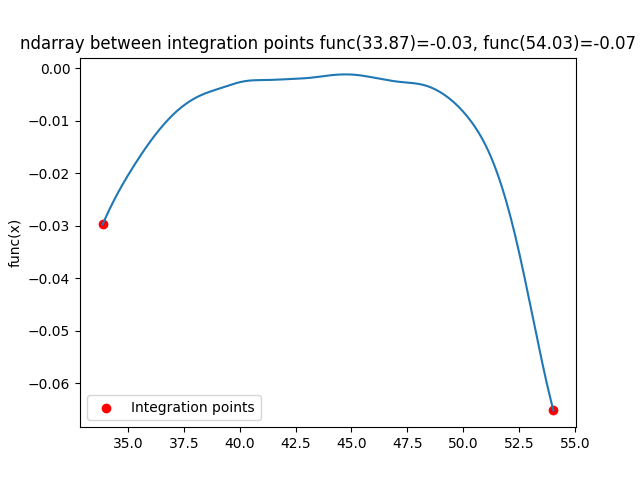 ndarray between integration points func(33.87)=-0.03, func(54.03)=-0.07
func(x)
0.00
−0.01
−0.02
−0.03
−0.04
−0.05
−0.06
Integration points
35.0 37.5 40.0 42.5 45.0 47.5 50.0 52.5 55.0